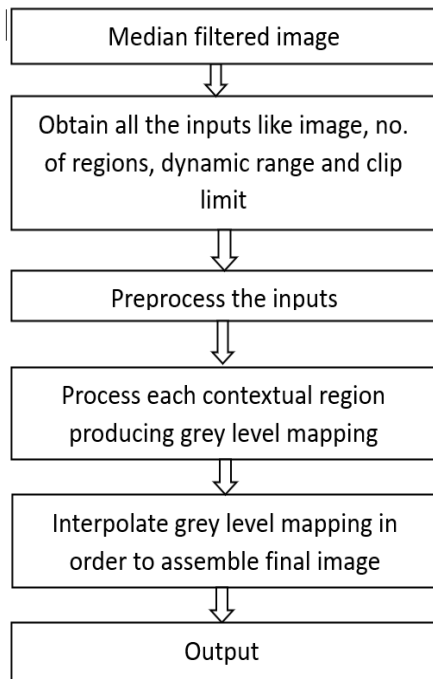 Median filtered image
Obtain all the inputs like image, no.
of regions, dynamic range and clip
limit
Preprocess the inputs
Process each contextual region
producing grey level mapping
Interpolate grey level mapping in
order to assemble final image
Output